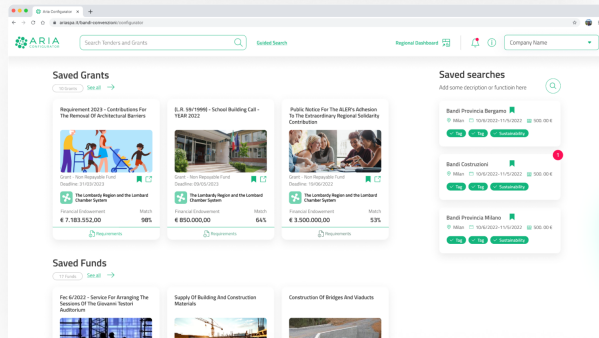 Aria Configurator
ariaspa.it/bandi-convenzioni/configurator
ARIA
CONFIGURATOR
Search Tenders and Grants
Guided Search
Regional Dashboard
Company Name
Saved Grants
See all
Requirement 2023 - Contributions For
The Removal Of Architectural Barriers
Grant - Non Repayable Fund
Deadline: 31/03/2023
The Lombardy Region and the Lombard
Chamber System
Financial Endowment Match
€ 7.183.552,00 98%
Requirements
[L.R. 59/1999] - School Building Call -
YEAR 2022
Grant - Non Repayable Fund
Deadline: 09/05/2023
The Lombardy Region and the Lombard
Chamber System
Financial Endowment Match
€ 850.000,00 64%
Requirements
Public Notice For The ALER's Adhesion
To The Extraordinary Regional Solidarity
Contribution
Grant - Non Repayable Fund
Deadline: 19/06/2022
The Lombardy Region and the Lombard
Chamber System
Financial Endowment Match
€ 3.500.000,00 53%
Requirements
Saved Funds
17 Funds See all
Fec 6/2022 - Service For Arranging The
Sessions Of The Giovanni Testori
Auditorium
Supply Of Building And Construction
Materials
Construction Of Bridges And Viaducts
Saved searches
Add some decription or functioin here
Bandi Provincia Bergamo
Milan 10/6/2022-11/5/2022 500.00 €
Tag Tag Sustainability
1
Bandi Costruzioni
Milan 10/6/2022-11/5/2022 500.00 €
Tag Tag Sustainability
Bandi Provincia Milano
Milan 10/6/2022-11/5/2022 500.00 €
Tag Tag Sustainability